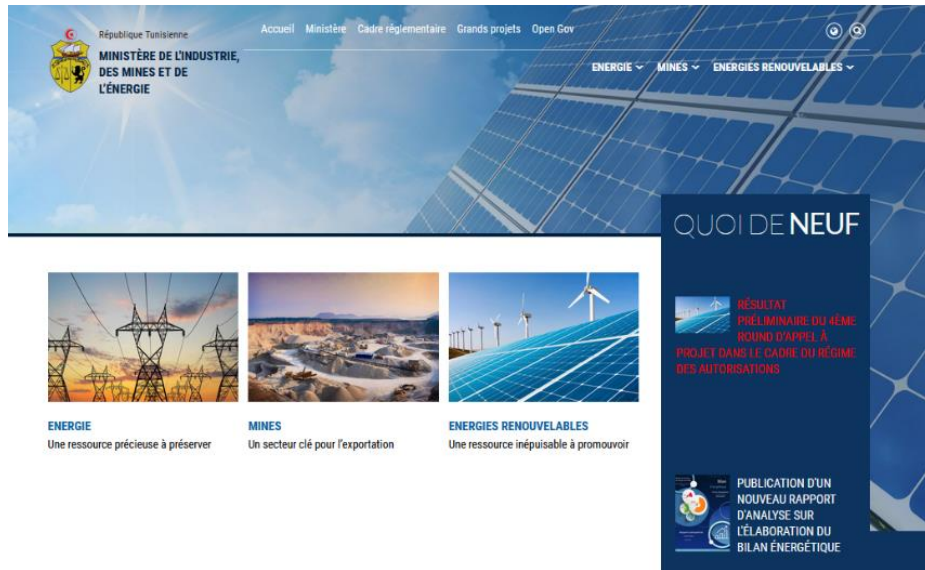 République Tunisienne
MINISTÈRE DE L'INDUSTRIE,
DES MINES ET DE
L'ÉNERGIE
Accueil Ministère Cadre réglementaire Grands projets Open Gov
ENERGIE MINES ENERGIES RENOUVELABLES
QUOI DE NEUF
RÉSULTAT
PRÉLIMINAIRE DU 4ÈME
ROUND D'APPEL À
PROJET DANS LE CADRE DU RÉGIME
DES AUTORISATIONS
ENERGIE
Une ressource précieuse à préserver
MINES
Un secteur clé pour l'exportation
ENERGIES RENOUVELABLES
Une ressource inépuisable à promouvoir
PUBLICATION D'UN
NOUVEAU RAPPORT
D'ANALYSE SUR
L'ÉLABORATION DU
BILAN ÉNERGÉTIQUE